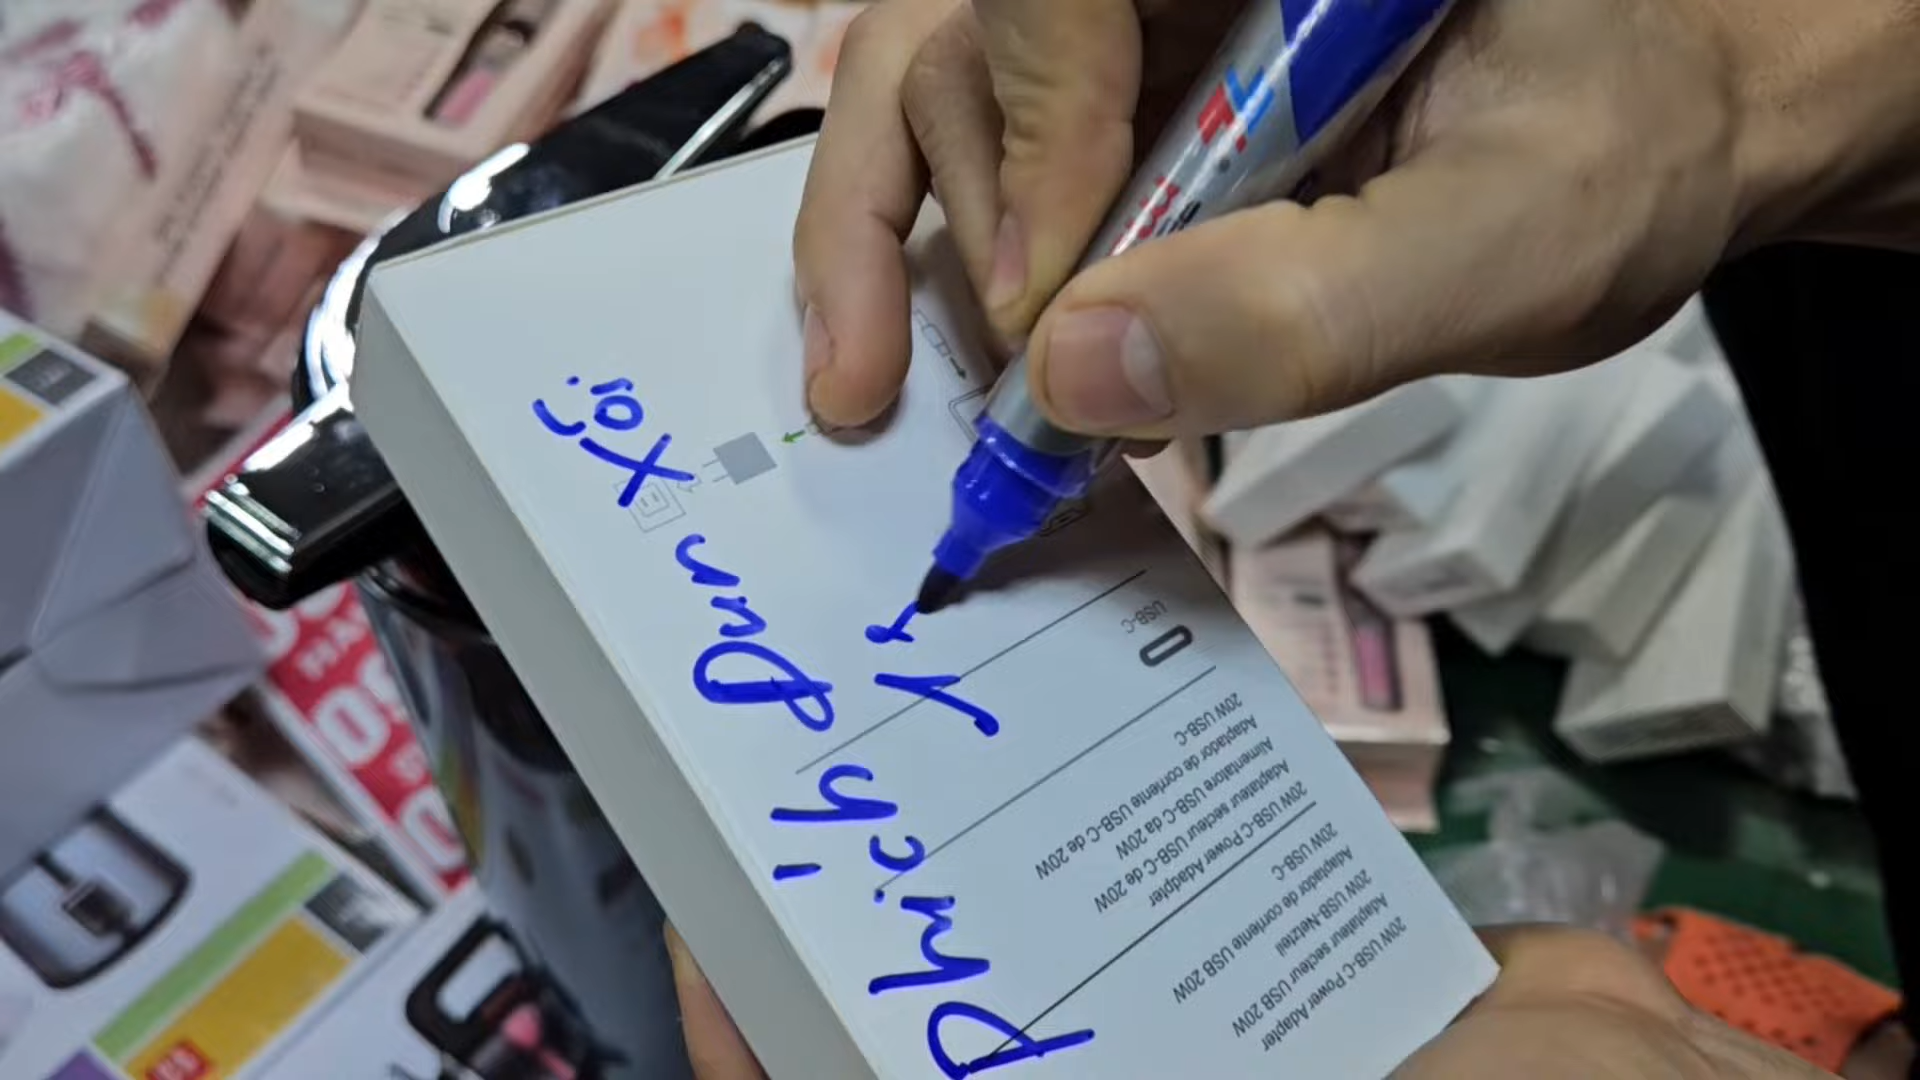 Phích Dun Xôi
USB-C
20W USB-C Power Adapter
Adaptateur secteur USB 20W
20W USB-Netzteil
Adaptador de corriente USB 20W
20W USB-C
20W USB-C Power Adadpter
Adaptateur secteur USB-C de 20W
Alimentatore USB-C da 20W
Adaptador de corriente USB-C de 20W
20W USB-C